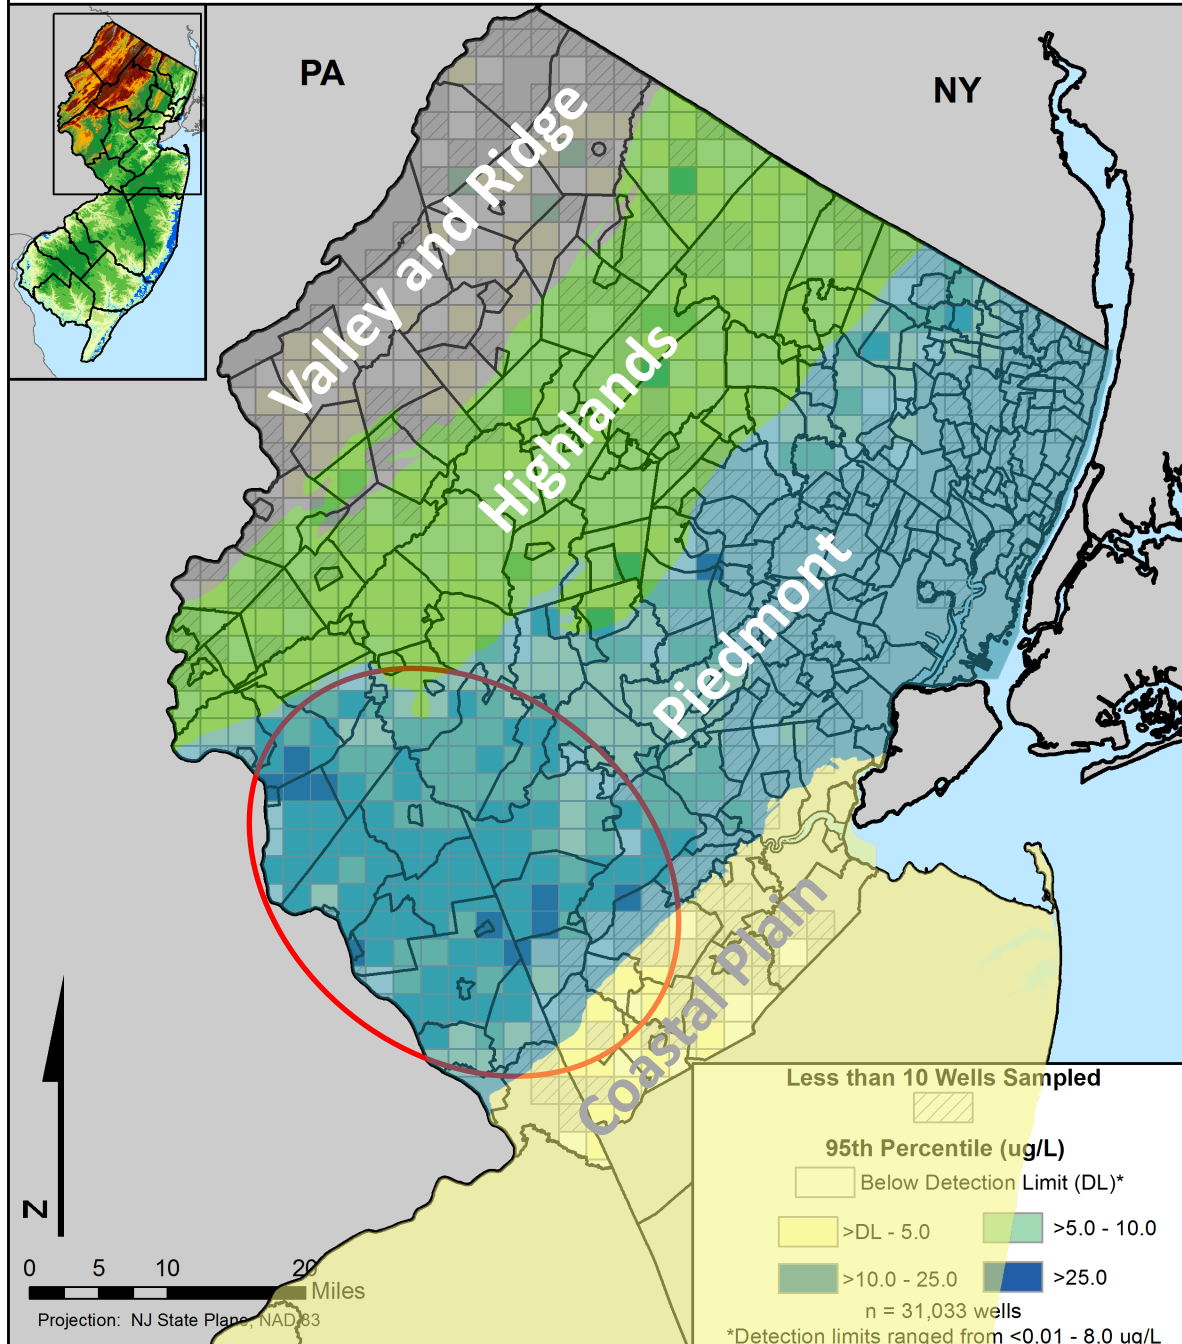 PA
NY
Valley and Ridge
Highlands
Piedmont
Coastal Plain
Less than 10 Wells Sampled
95th Percentile (ug/L)
Below Detection Limit (DL)*
>DL - 5.0
>5.0 - 10.0
>10.0 - 25.0
>25.0
n = 31,033 wells
*Detection limits ranged from <0.01 - 8.0 ug/L
N
0 5 10 20
Miles
Projection: NJ State Plane, NAD 83